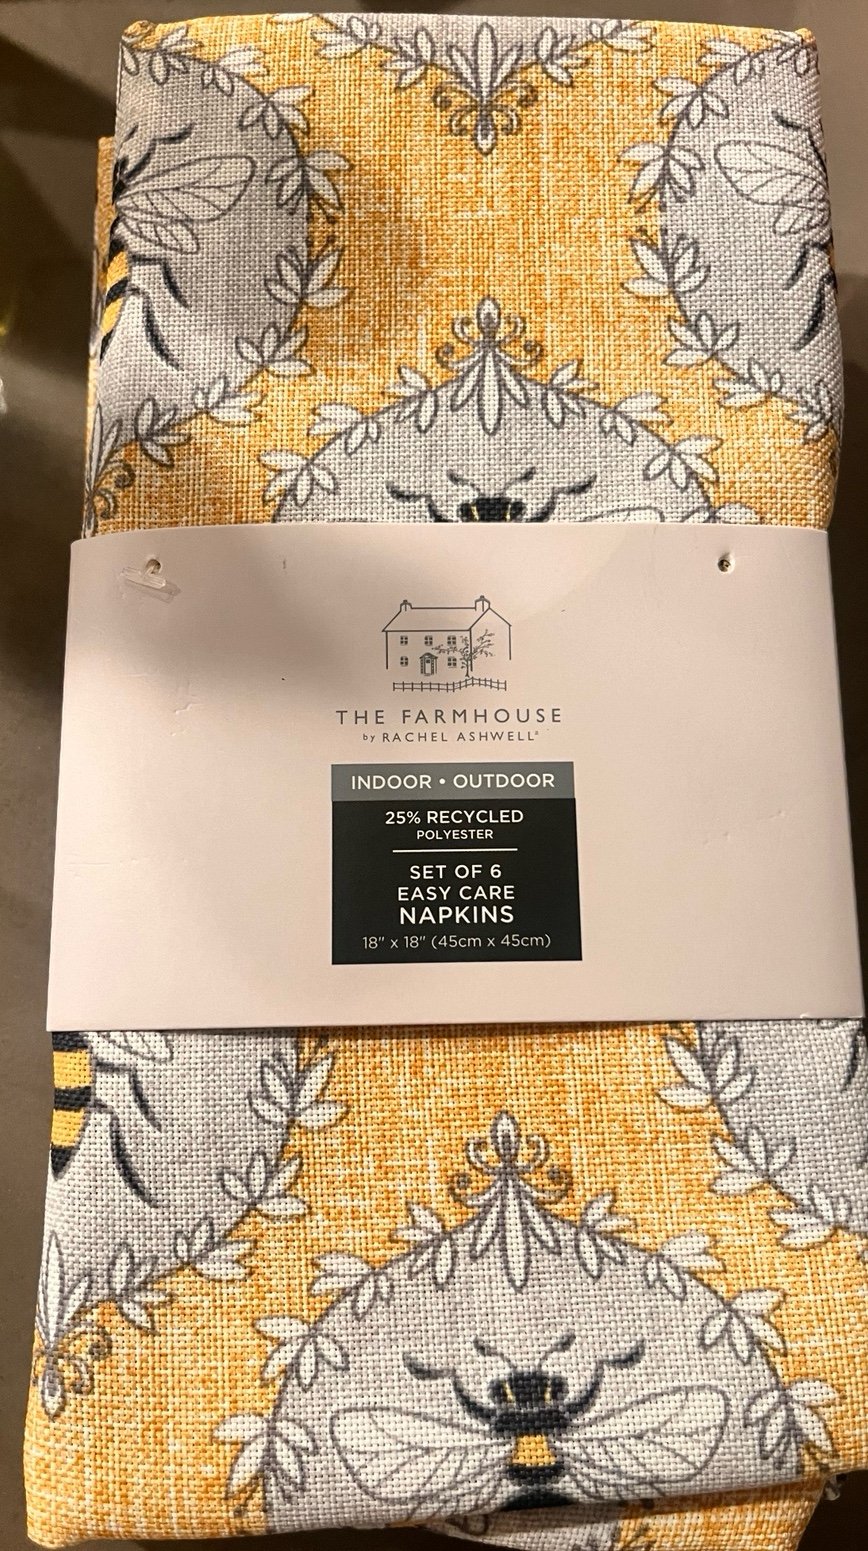 THE FARMHOUSE
by RACHEL ASHWELL®
INDOOR • OUTDOOR
25% RECYCLED
POLYESTER
SET OF 6
EASY CARE
NAPKINS
18" x 18" (45cm x 45cm)